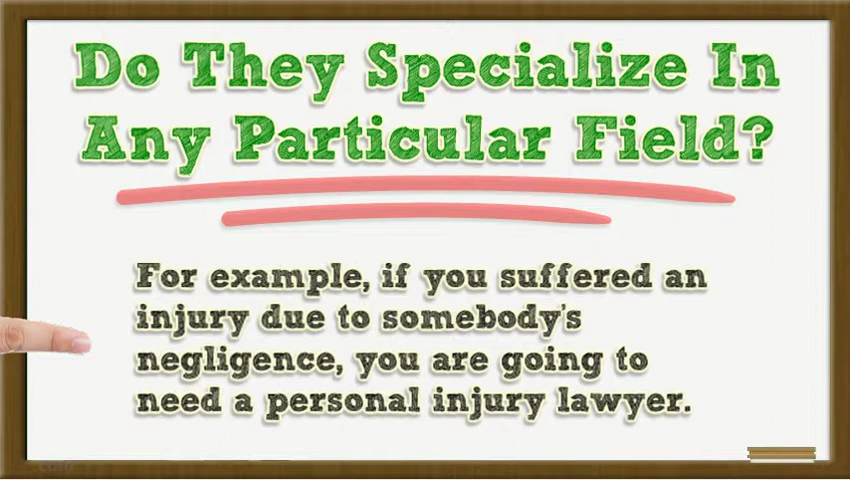 Do They Specialize In
Any Particular Field?
For example, if you suffered an
injury due to somebody's
negligence, you are going to
need a personal injury lawyer.